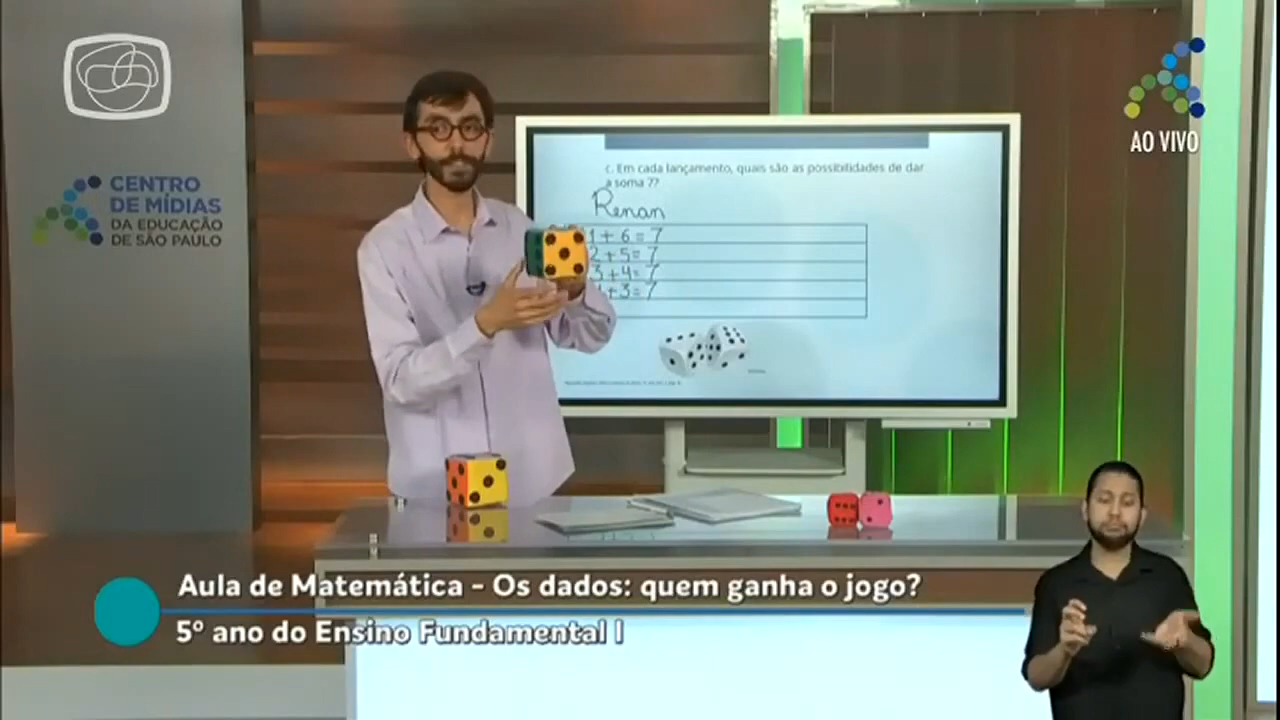 CENTRO
DE MÍDIAS
DA EDUCAÇÃO
DE SÃO PAULO
AO VIVO
c. Em cada lançamento, quais são as possibilidades de dar
a soma 7?
Renan
1 + 6 = 7
2 + 5 = 7
3 + 4 = 7
+ 3 = 7
Aula de Matemática - Os dados: quem ganha o jogo?
5º ano do Ensino Fundamental I